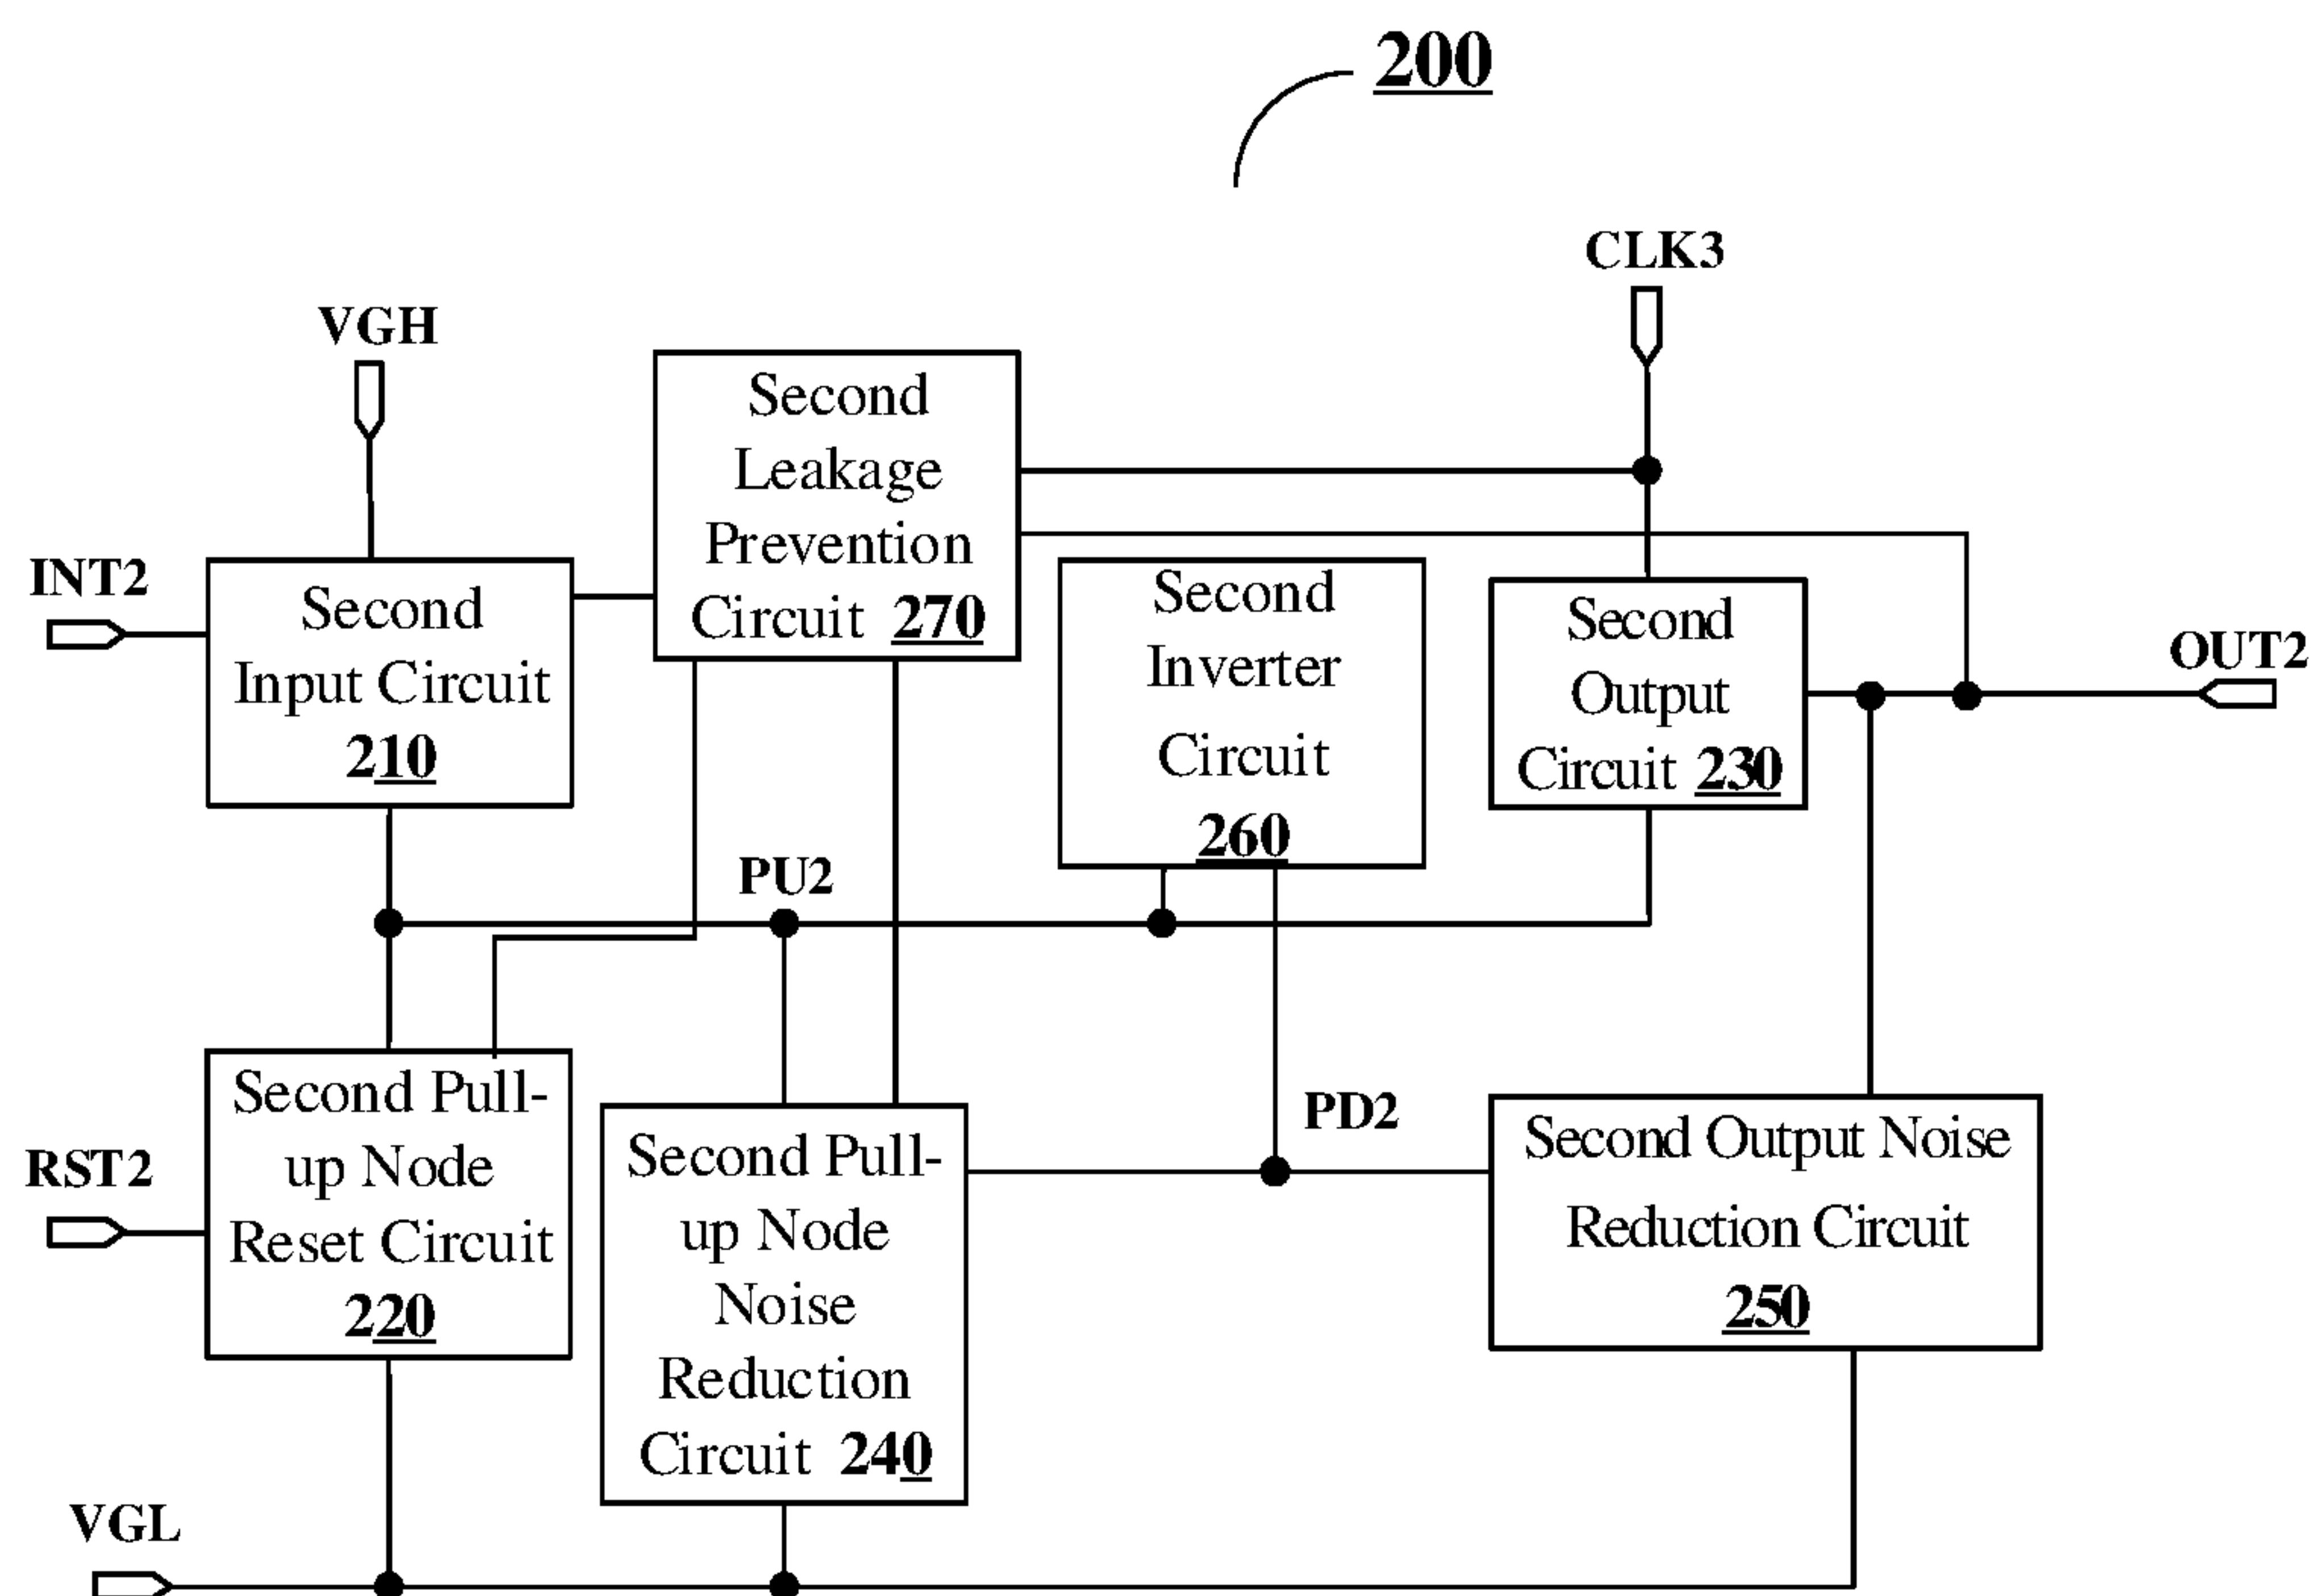 200
CLK3
VGH
Second
Leakage
Prevention
Circuit 270
INT2
Second
Input Circuit
210
Second
Inverter
Circuit
260
Second
Output
Circuit 230
OUT2
PU2
Second Pull-
up Node
Reset Circuit
220
RST2
Second Pull-
up Node
Noise
Reduction
Circuit 240
PD2
Second Output Noise
Reduction Circuit
250
VGL